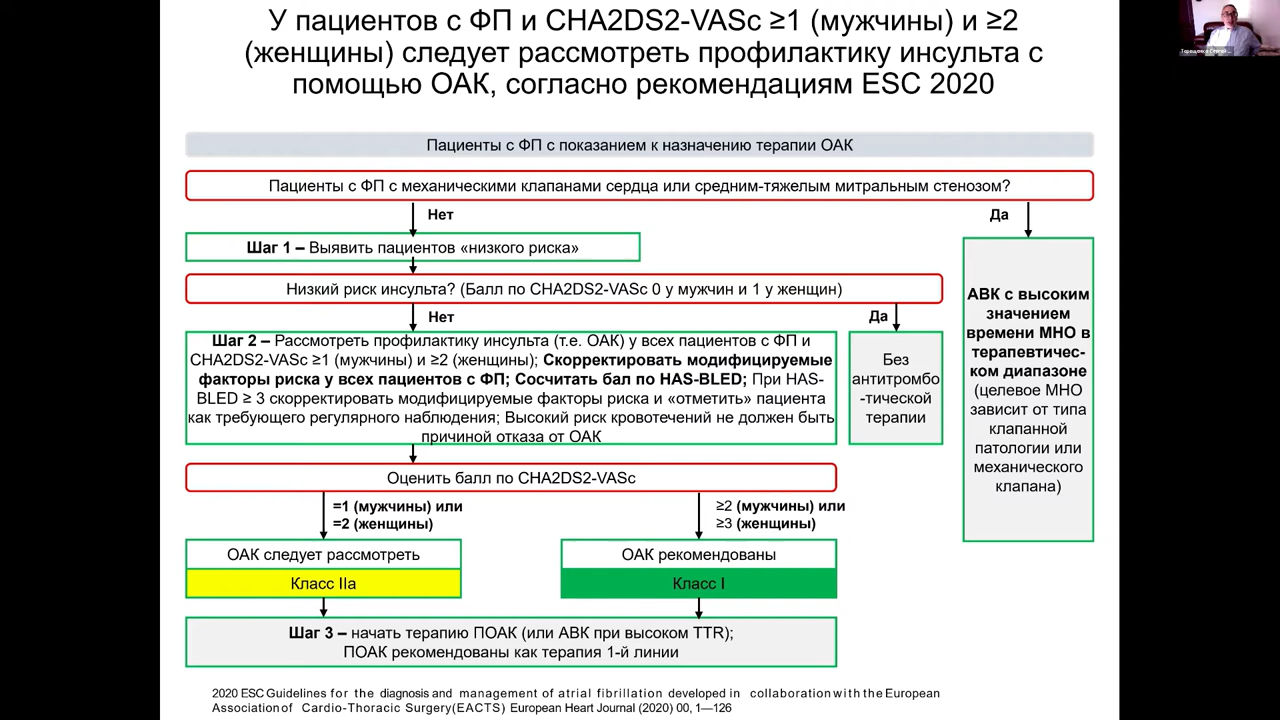 У пациентов с ФП и CHA2DS2-VASc ≥1 (мужчины) и ≥2
(женщины) следует рассмотреть профилактику инсульта с
помощью ОАК, согласно рекомендациям ESC 2020
Пациенты с ФП с показанием к назначению терапии ОАК
Пациенты с ФП с механическими клапанами сердца или средним-тяжелым митральным стенозом?
Нет
Да
Шаг 1 – Выявить пациентов «низкого риска»
Низкий риск инсульта? (Балл по CHA2DS2-VASc 0 у мужчин и 1 у женщин)
Нет
Да
Шаг 2 – Рассмотреть профилактику инсульта (т.е. ОАК) у всех пациентов с ФП и
CHA2DS2-VASc ≥1 (мужчины) и ≥2 (женщины); Скорректировать модифицируемые
факторы риска у всех пациентов с ФП; Сосчитать бал по HAS-BLED; При HAS-
BLED ≥ 3 скорректировать модифицируемые факторы риска и «отметить» пациента
как требующего регулярного наблюдения; Высокий риск кровотечений не должен быть
причиной отказа от ОАК
Без
антитромбо
-тической
терапии
АВК с высоким
значением
времени МНО в
терапевтичес-
ком диапазоне
(целевое МНО
зависит от типа
клапанной
патологии или
механического
клапана)
Оценить балл по CHA2DS2-VASc
=1 (мужчины) или
=2 (женщины)
≥2 (мужчины) или
≥3 (женщины)
ОАК следует рассмотреть
Класс IIa
ОАК рекомендованы
Класс I
Шаг 3 – начать терапию ПОАК (или АВК при высоком TTR);
ПОАК рекомендованы как терапия 1-й линии
2020 ESC Guidelines for the diagnosis and management of atrial fibrillation developed in collaboration with the European
Association of Cardio-Thoracic Surgery(EACTS) European Heart Journal (2020) 00, 1—126